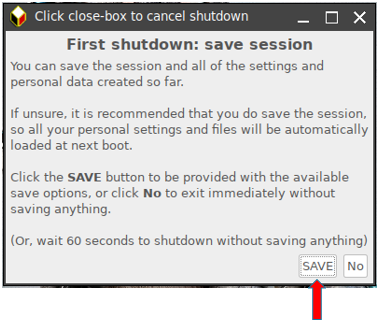 Click close-box to cancel shutdown
First shutdown: save session
You can save the session and all of the settings and
personal data created so far.
If unsure, it is recommended that you do save the session,
so all your personal settings and files will be automatically
loaded at next boot.
Click the SAVE button to be provided with the available
save options, or click No to exit immediately without
saving anything.
(Or, wait 60 seconds to shutdown without saving anything)
SAVE No